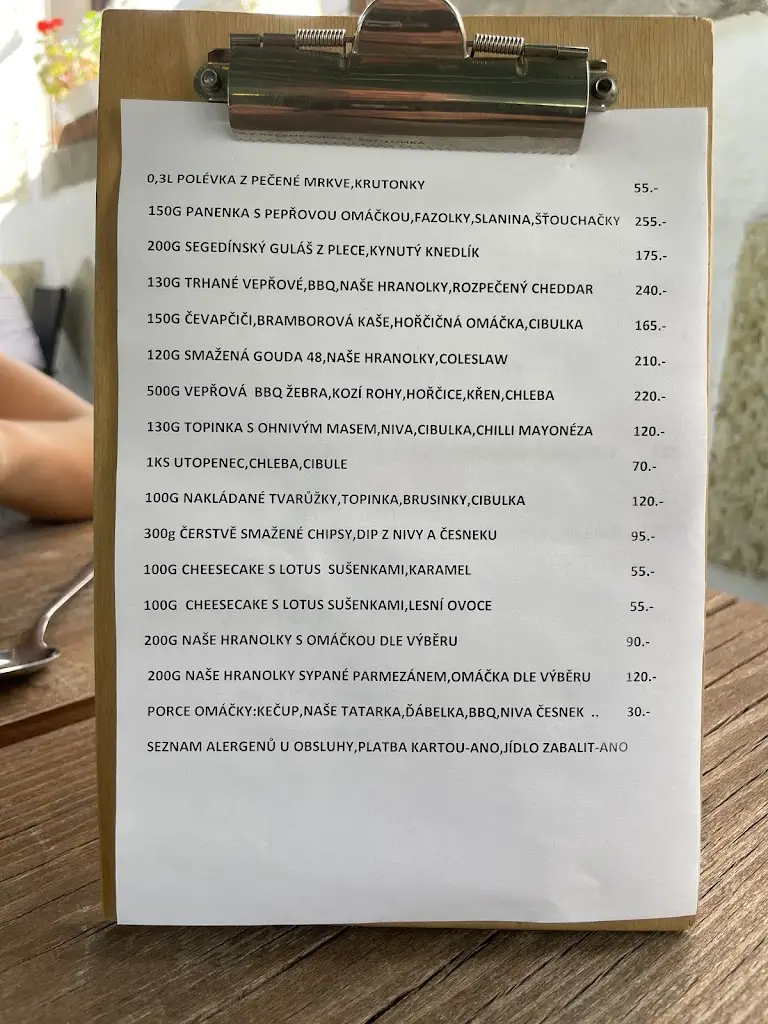 0,3L POLÉVKA Z PEČENÉ MRKVE,KRUTONKY 55.-
150G PANENKA S PEPŘOVOU OMÁČKOU,FAZOLKY,SLANINA,ŠŤOUCHAČKY 255.-
200G SEGEDÍNSKÝ GULÁŠ Z PLECE,KYNUTÝ KNEDLÍK 175.-
130G TRHANÉ VEPŘOVÉ,BBQ,NAŠE HRANOLKY,ROZPEČENÝ CHEDDAR 240.-
150G ČEVAPČIČI,BRAMBOROVÁ KAŠE,HOŘČIČNÁ OMÁČKA,CIBULKA 165.-
120G SMAŽENÁ GOUDA 48,NAŠE HRANOLKY,COLESLAW 210.-
500G VEPŘOVÁ BBQ ŽEBRA,KOZÍ ROHY,HOŘČICE,KŘEN,CHLEBA 220.-
130G TOPINKA S OHNIVÝM MASEM,NIVA,CIBULKA,CHILLI MAYONÉZA 120.-
1KS UTOPENEC,CHLEBA,CIBULE 70.-
100G NAKLÁDANÉ TVARŮŽKY,TOPINKA,BRUSINKY,CIBULKA 120.-
300g ČERSTVĚ SMAŽENÉ CHIPSY,DIP Z NIVY A ČESNEKU 95.-
100G CHEESECAKE S LOTUS SUŠENKAMI,KARAMEL 55.-
100G CHEESECAKE S LOTUS SUŠENKAMI,LESNÍ OVOCE 55.-
200G NAŠE HRANOLKY S OMÁČKOU DLE VÝBĚRU 90.-
200G NAŠE HRANOLKY SYPANÉ PARMEZÁNEM,OMÁČKA DLE VÝBĚRU 120.-
PORCE OMÁČKY:KEČUP,NAŠE TATARKA,ĎÁBELKA,BBQ,NIVA ČESNEK .. 30.-
SEZNAM ALERGENŮ U OBSLUHY,PLATBA KARTOU-ANO,JÍDLO ZABALIT-ANO